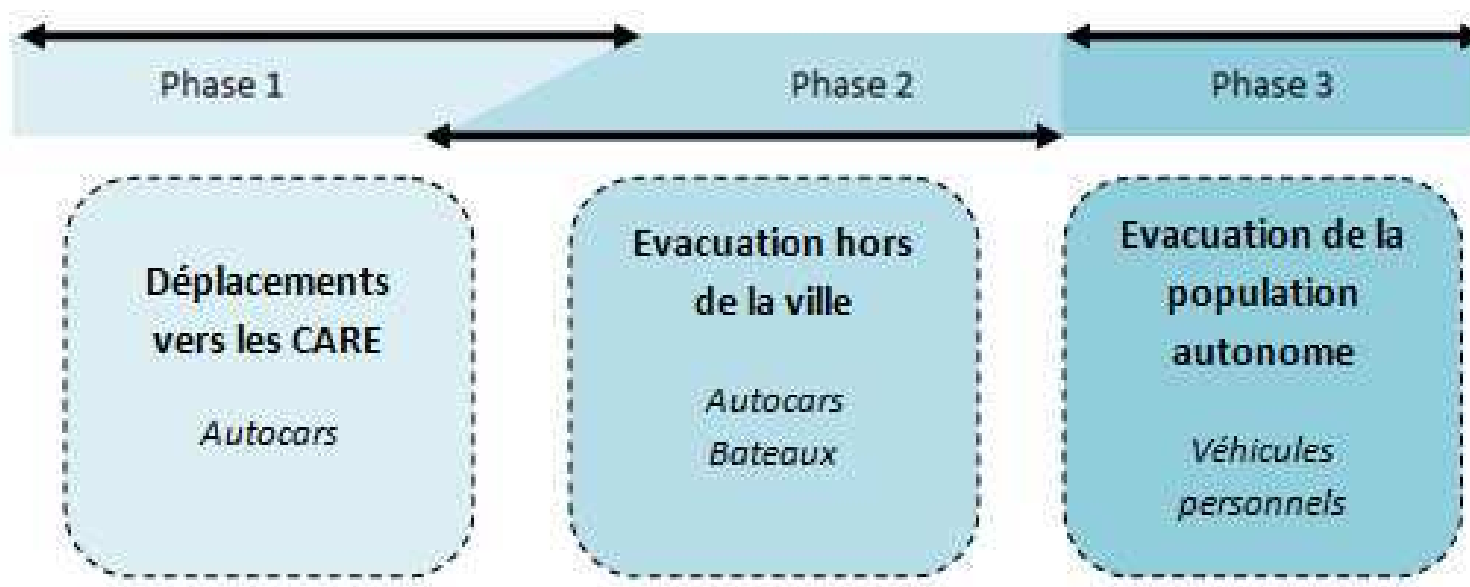 Phase 1
Phase 2
Phase 3
Déplacements
vers les CARE
Autocars
Evacuation hors
de la ville
Autocars
Bateaux
Evacuation de la
population
autonome
Véhicules
personnels